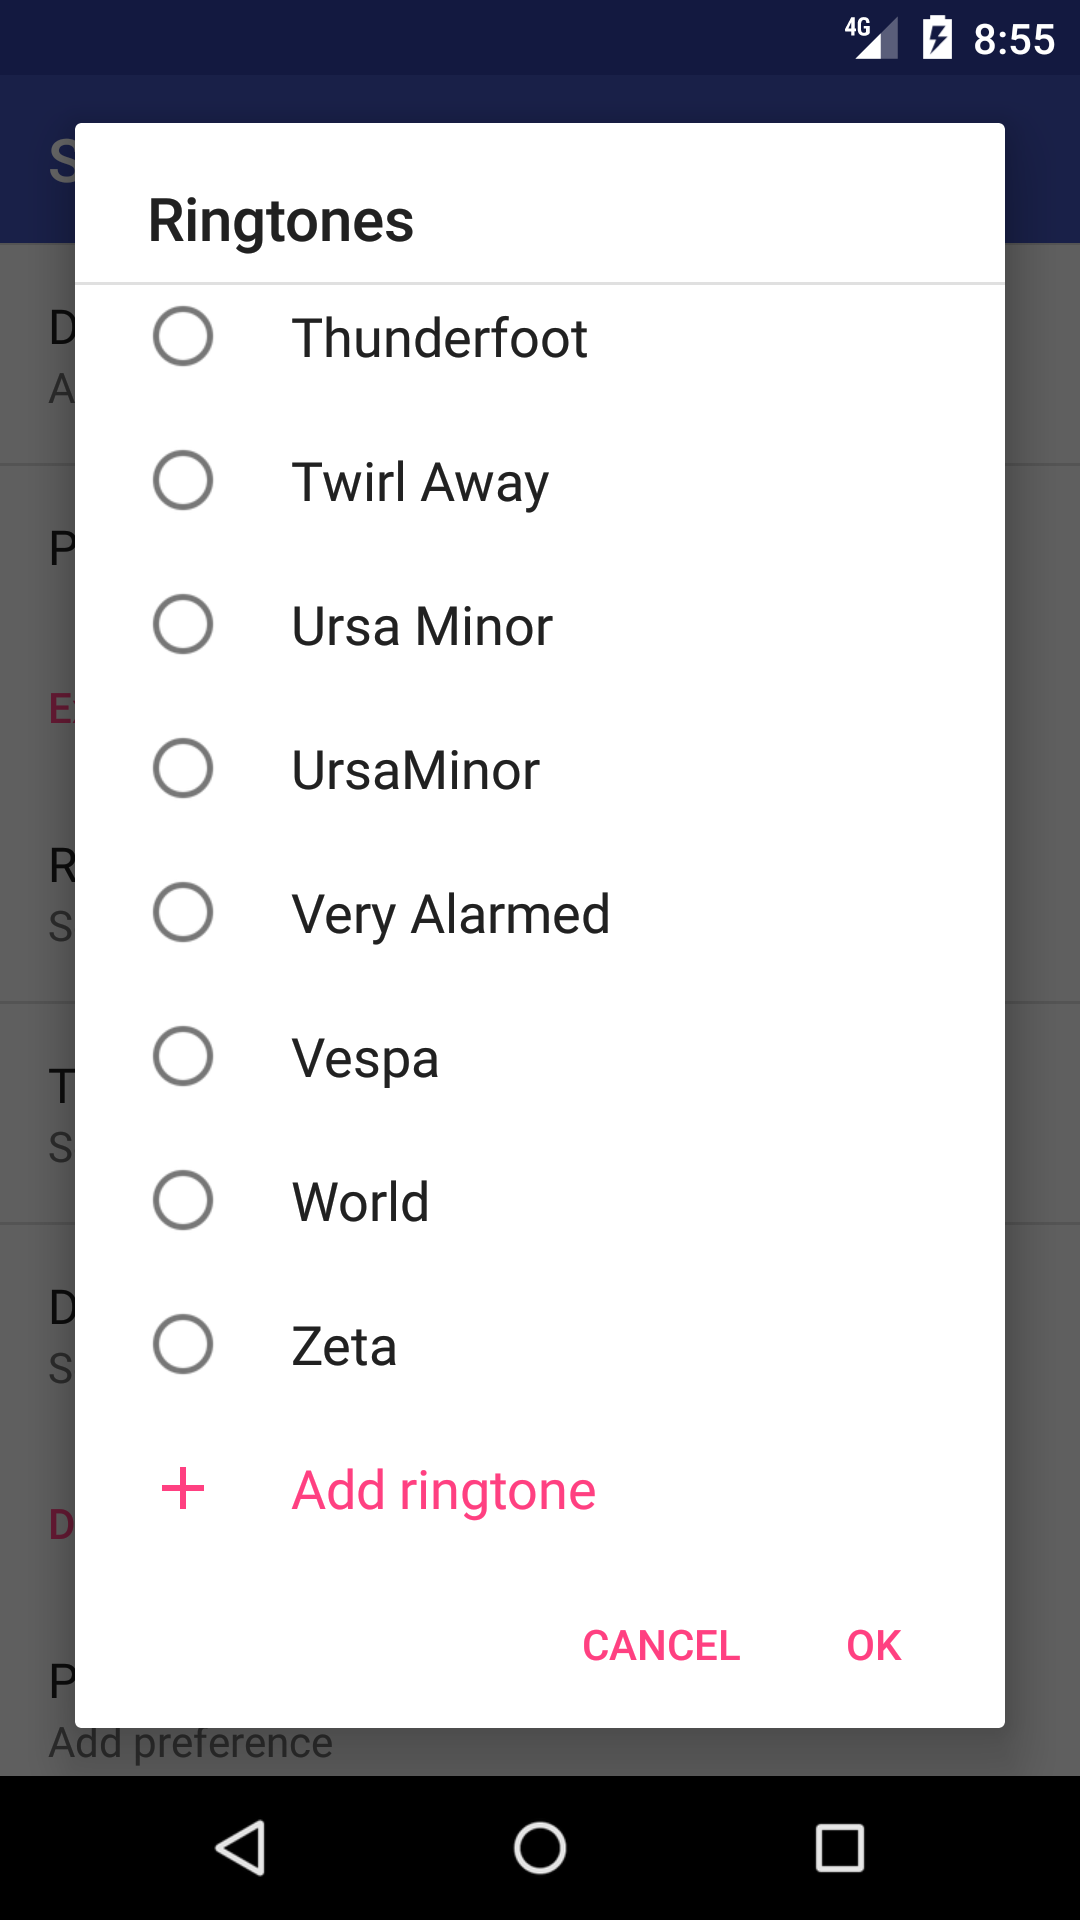 4G 8:55
Ringtones
Thunderfoot
Twirl Away
Ursa Minor
UrsaMinor
Very Alarmed
Vespa
World
Zeta
Add ringtone
CANCEL OK
Add preference